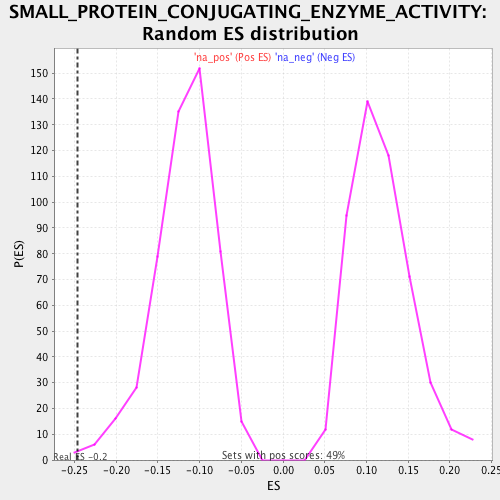 SMALL_PROTEIN_CONJUGATING_ENZYME_ACTIVITY:
Random ES distribution
'na_pos' (Pos ES) 'na_neg' (Neg ES)
150
140
130
120
110
100
90
80
70
60
50
40
30
20
10
0
P(ES)
Real ES -0.2
Sets with pos scores: 49%
-0.25 -0.20 -0.15 -0.10 -0.05 0.00 0.05 0.10 0.15 0.20 0.25
ES